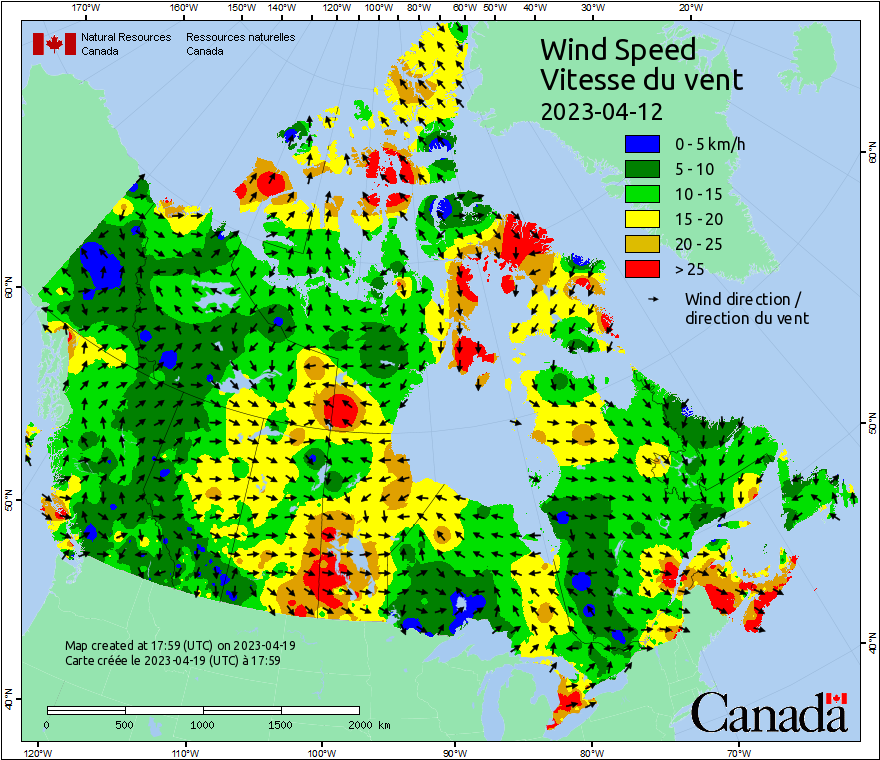 170°W 160°W 150°W 140°W 120°W 100°W 80°W 60°W 50°W 40°W 30°W 20°W
Natural Resources Canada
Ressources naturelles Canada
Wind Speed
Vitesse du vent
2023-04-12
0 - 5 km/h
5 - 10
10 - 15
15 - 20
20 - 25
> 25
Wind direction /
direction du vent
60°N
50°N
40°N
60°N
50°N
40°N
Map created at 17:59 (UTC) on 2023-04-19
Carte créée le 2023-04-19 (UTC) à 17:59
0 500 1000 1500 2000 km
Canada
120°W 110°W 100°W 90°W 80°W 70°W